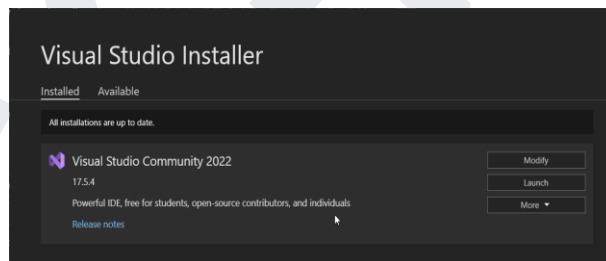 Visual Studio Installer
Installed Available
All installations are up to date.
Visual Studio Community 2022
Modify
17.5.4
Launch
Powerful IDE, free for students, open-source contributors, and individuals
More
Release notes